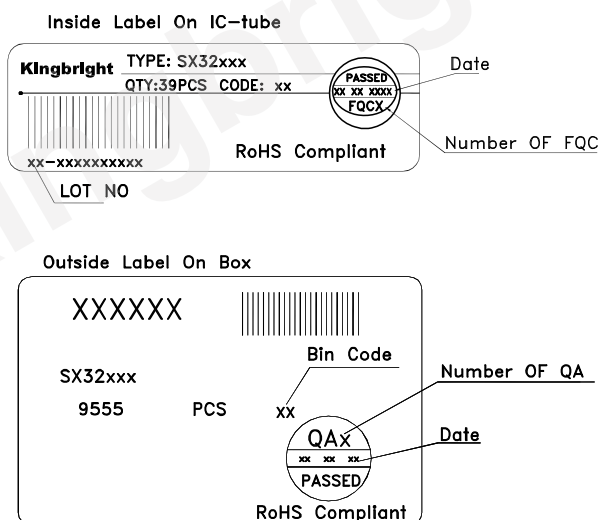 Inside Label On IC-tube
Kingbright
TYPE: SX32xxx
QTY:39PCS CODE: xx
PASSED
xx xx xxxx
FQCX
Date
Number OF FQC
xx-xxxxxxxxxx
RoHS Compliant
LOT NO
Outside Label On Box
XXXXXX
Bin Code
SX32xxx
9555 PCS xx
Number OF QA
QAx
Date
xx xx xx
PASSED
RoHS Compliant